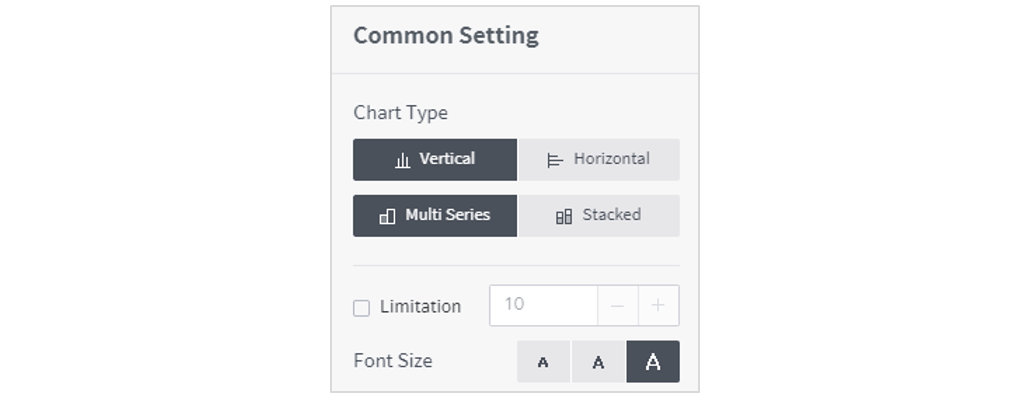 Common Setting
Chart Type
Vertical Horizontal
Multi Series Stacked
Limitation 10 − +
Font Size A A A